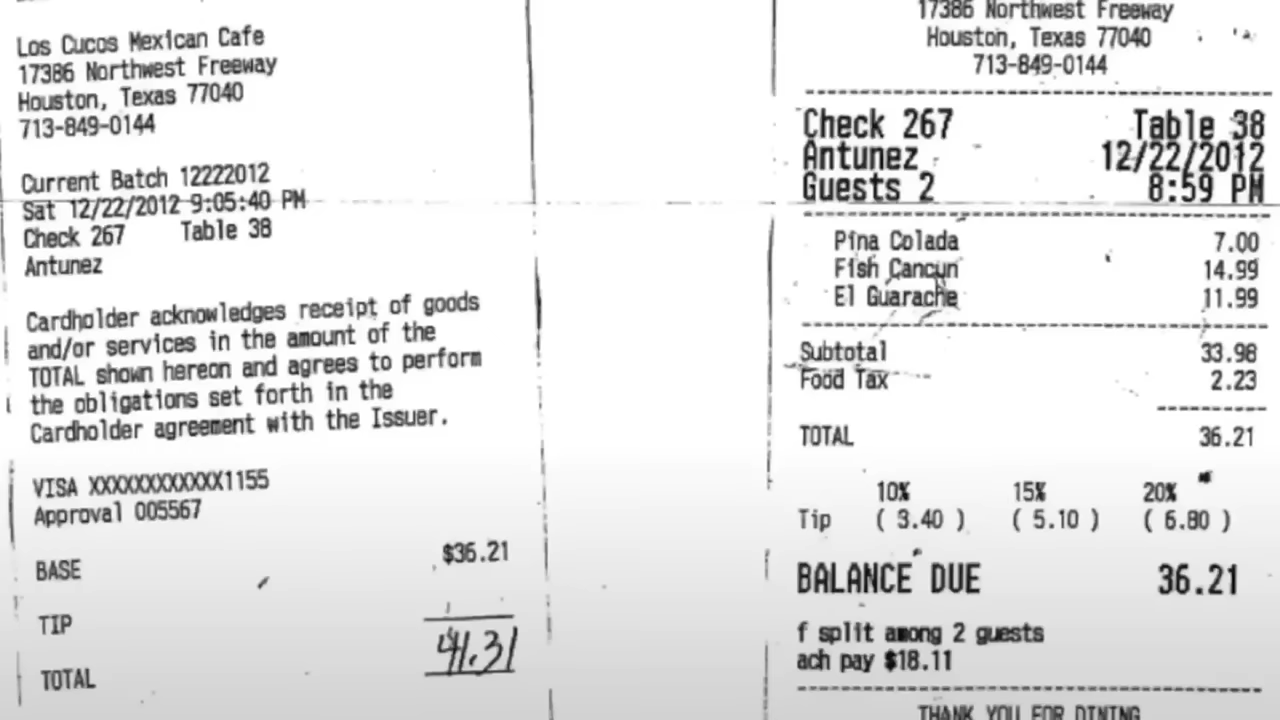 Los Cucos Mexican Cafe
17386 Northwest Freeway
Houston, Texas 77040
713-849-0144
Current Batch 12222012
Sat 12/22/2012 9:05:40 PM
Check 267 Table 38
Antunez
Cardholder acknowledges receipt of goods
and/or services in the amount of the
TOTAL shown hereon and agrees to perform
the obligations set forth in the
Cardholder agreement with the Issuer.
VISA XXXXXXXXXXXX1155
Approval 005567
BASE $36.21
TIP
TOTAL 41.31
17386 Northwest Freeway
Houston, Texas 77040
713-849-0144
Check 267 Table 38
Antunez 12/22/2012
Guests 2 8:59 PM
Pina Colada 7.00
Fish Cancun 14.99
El Guarache 11.99
Subtotal 33.98
Food Tax 2.23
TOTAL 36.21
10% 15% 20%
Tip ( 3.40 ) ( 5.10 ) ( 6.80 )
BALANCE DUE 36.21
f split among 2 guests
ach pay $18.11
THANK YOU FOR DINING